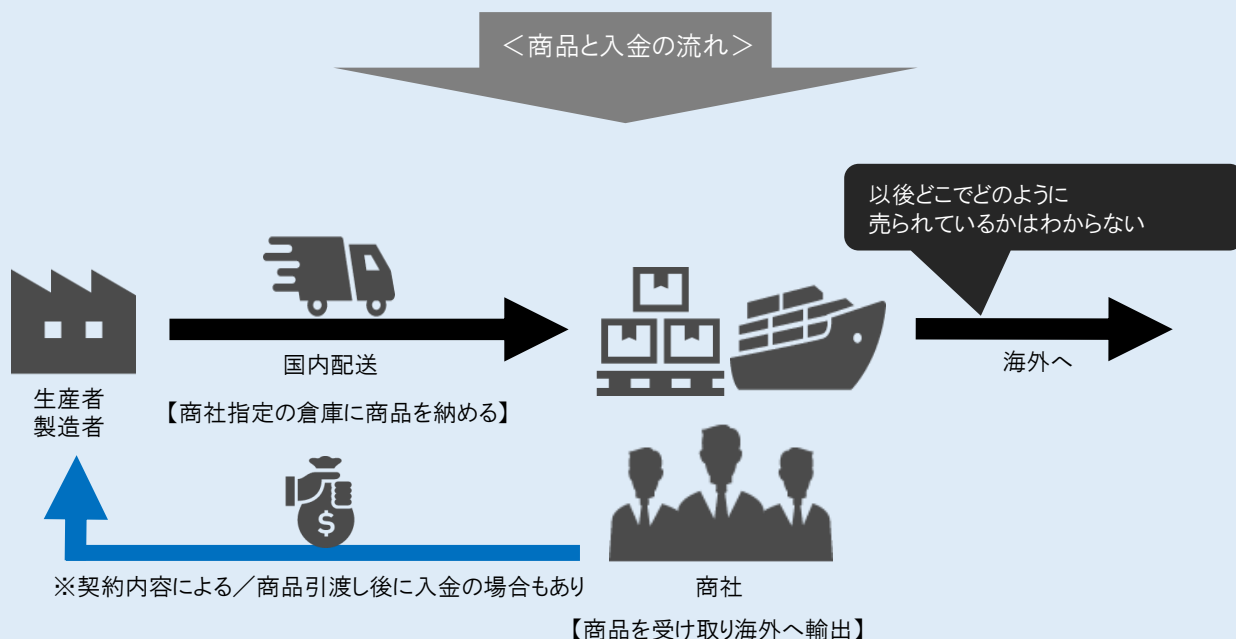 ＜商品と入金の流れ＞
以後どこでどのように
売られているかはわからない
国内配送
海外へ
生産者
製造者
【商社指定の倉庫に商品を納める】
$
※契約内容による／商品引渡し後に入金の場合もあり
商社
【商品を受け取り海外へ輸出】